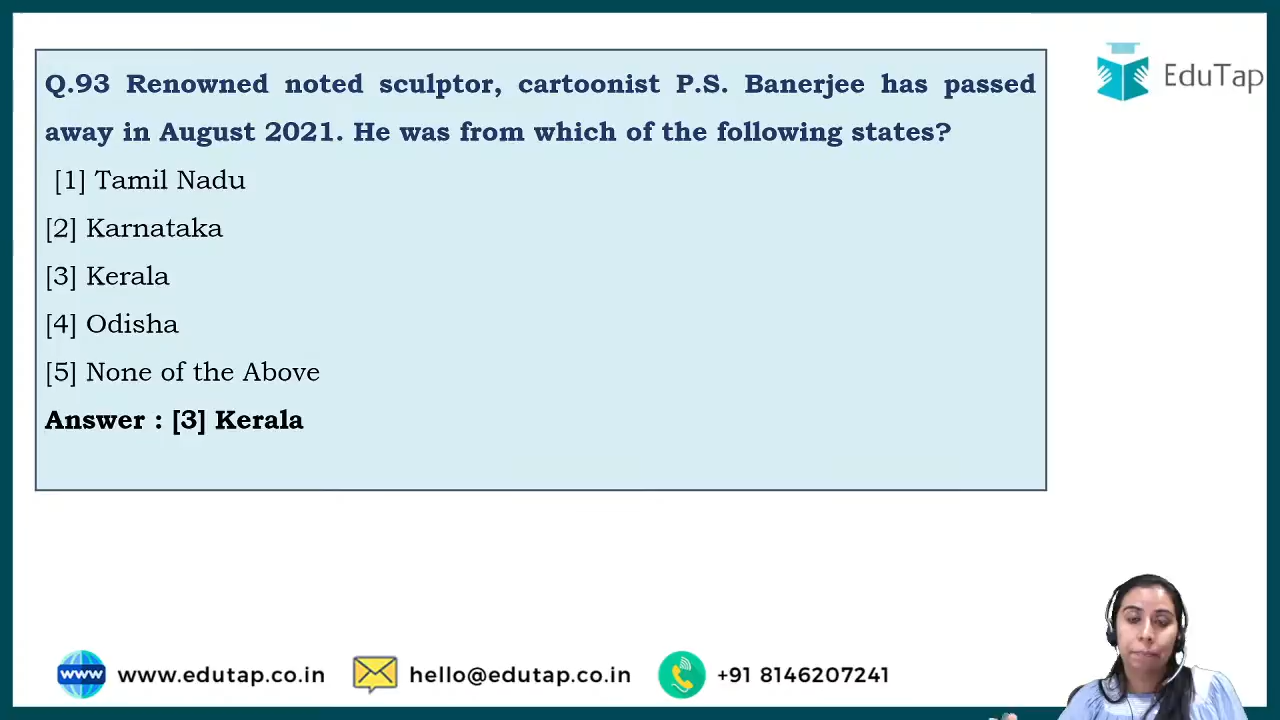 EduTap
Q.93 Renowned noted sculptor, cartoonist P.S. Banerjee has passed
away in August 2021. He was from which of the following states?
[1] Tamil Nadu
[2] Karnataka
[3] Kerala
[4] Odisha
[5] None of the Above
Answer : [3] Kerala
www www.edutap.co.in hello@edutap.co.in +91 8146207241